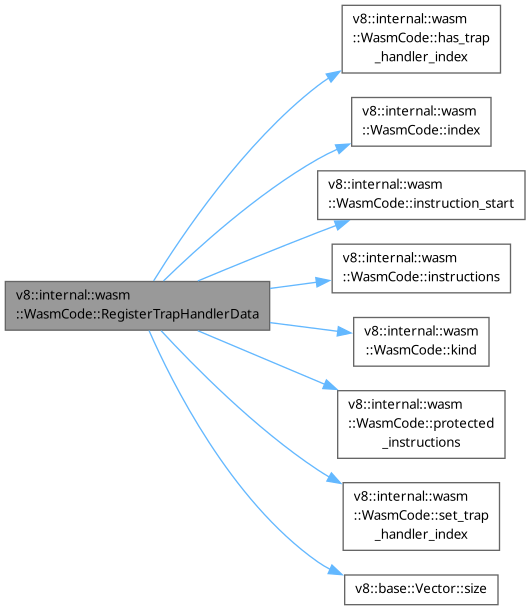 v8::internal::wasm
::WasmCode::has_trap
_handler_index
v8::internal::wasm
::WasmCode::index
v8::internal::wasm
::WasmCode::instruction_start
v8::internal::wasm
::WasmCode::instructions
v8::internal::wasm
::WasmCode::RegisterTrapHandlerData
v8::internal::wasm
::WasmCode::kind
v8::internal::wasm
::WasmCode::protected
_instructions
v8::internal::wasm
::WasmCode::set_trap
_handler_index
v8::base::Vector::size